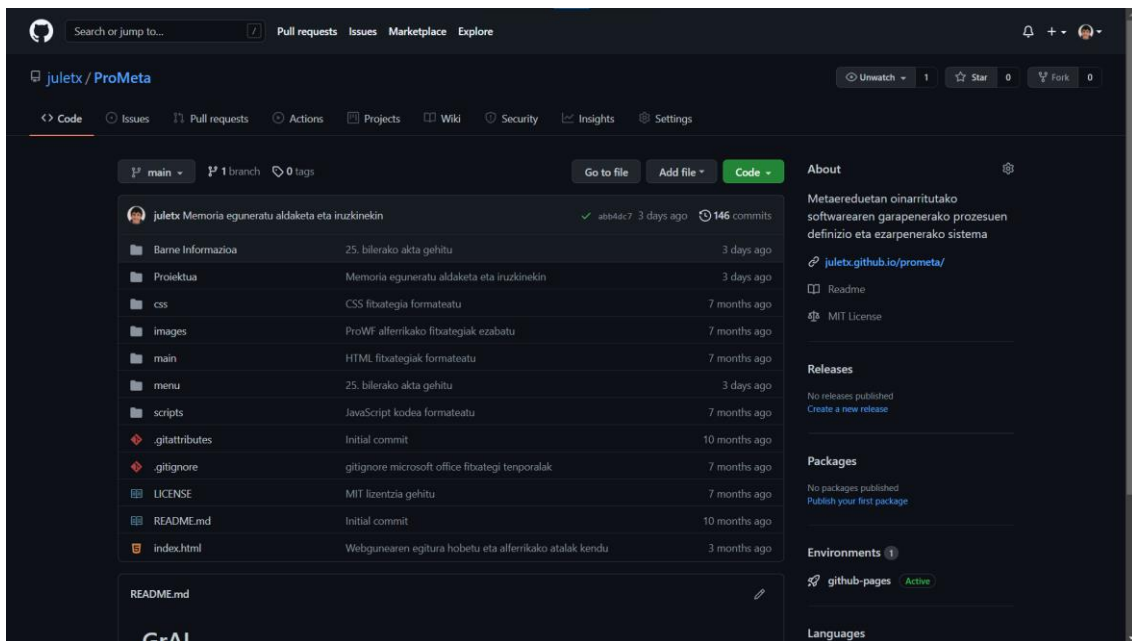 Search or jump to... / Pull requests Issues Marketplace Explore
juletx / ProMeta Unwatch 1 Star 0 Fork 0
Code Issues Pull requests Actions Projects Wiki Security Insights Settings
main 1 branch 0 tags Go to file Add file Code
juletx Memoria eguneratu aldaketa eta iruzkinekin abb4dc7 3 days ago 146 commits
Barne Informazioa 25. bilerako akta gehitu 3 days ago
Proiektua Memoria eguneratu aldaketa eta iruzkinekin 3 days ago
css CSS fitxategia formateatu 7 months ago
images ProWF alferrikako fitxategiak ezabatu 7 months ago
main HTML fitxategiak formateatu 7 months ago
menu 25. bilerako akta gehitu 3 days ago
scripts JavaScript kodea formateatu 7 months ago
.gitattributes Initial commit 10 months ago
.gitignore gitignore microsoft office fitxategi tenporalak 7 months ago
LICENSE MIT lizentzia gehitu 7 months ago
README.md Initial commit 10 months ago
index.html Webgunearen egitura hobetu eta alferrikako atalak kendu 3 months ago
README.md
GrAL
About
Metaereduetan oinarritutako
softwarearen garapenerako prozesuen
definizio eta ezarpenerako sistema
juletx.github.io/prometa/
Readme
MIT License
Releases
No releases published
Create a new release
Packages
No packages published
Publish your first package
Environments 1
github-pages Active
Languages